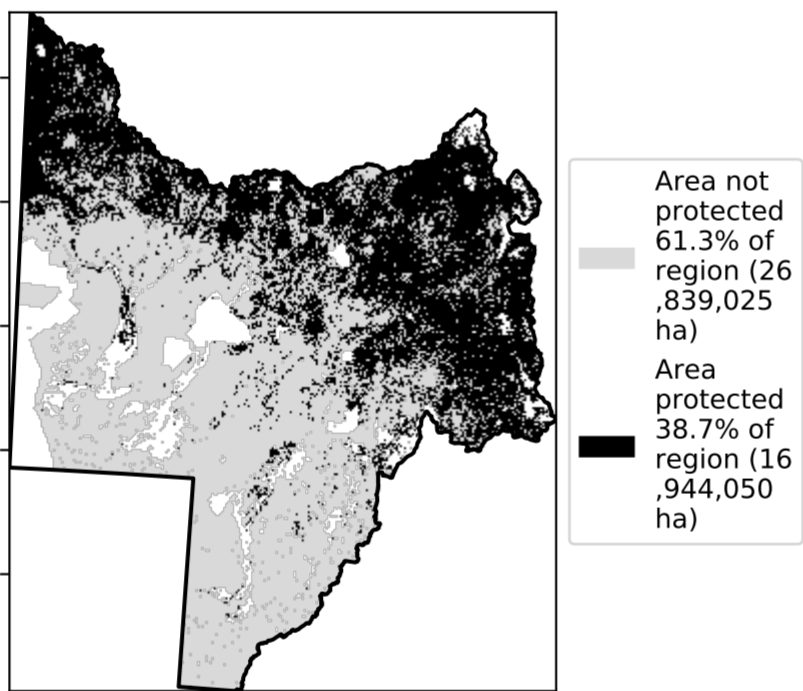 Area not
protected
61.3% of
region (26
,839,025
ha)
Area
protected
38.7% of
region (16
,944,050
ha)